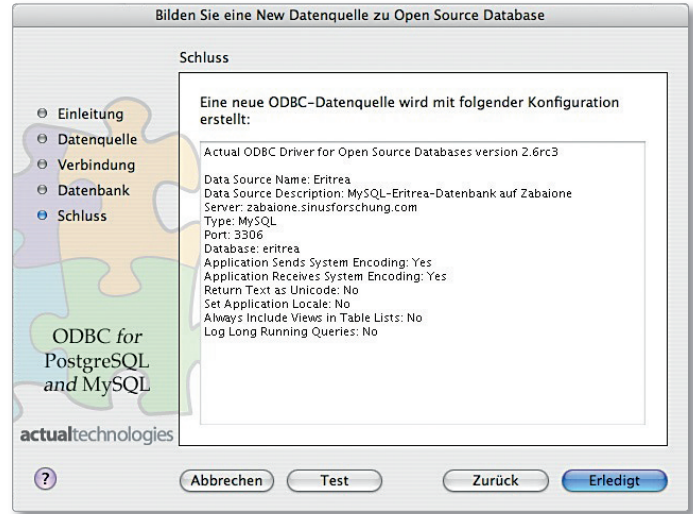 Bilden Sie eine New Datenquelle zu Open Source Database
Schluss
Einleitung
Datenquelle
Verbindung
Datenbank
Schluss
ODBC for
PostgreSQL
and MySQL
actualtechnologies
Eine neue ODBC-Datenquelle wird mit folgender Konfiguration
erstellt:
Actual ODBC Driver for Open Source Databases version 2.6rc3
Data Source Name: Eritrea
Data Source Description: MySQL-Eritrea-Datenbank auf Zabaione
Server: zabaione.sinusforschung.com
Type: MySQL
Port: 3306
Database: eritrea
Application Sends System Encoding: Yes
Application Receives System Encoding: Yes
Return Text as Unicode: No
Set Application Locale: No
Always Include Views in Table Lists: No
Log Long Running Queries: No
?
Abbrechen
Test
Zurück
Erledigt